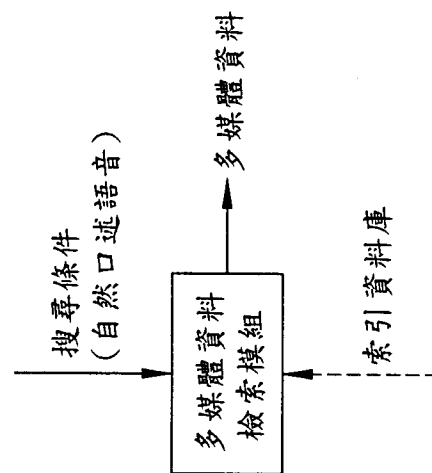 搜尋條件
(自然口述語音)
多媒體資料
檢索模組
多媒體資料
索引資料庫